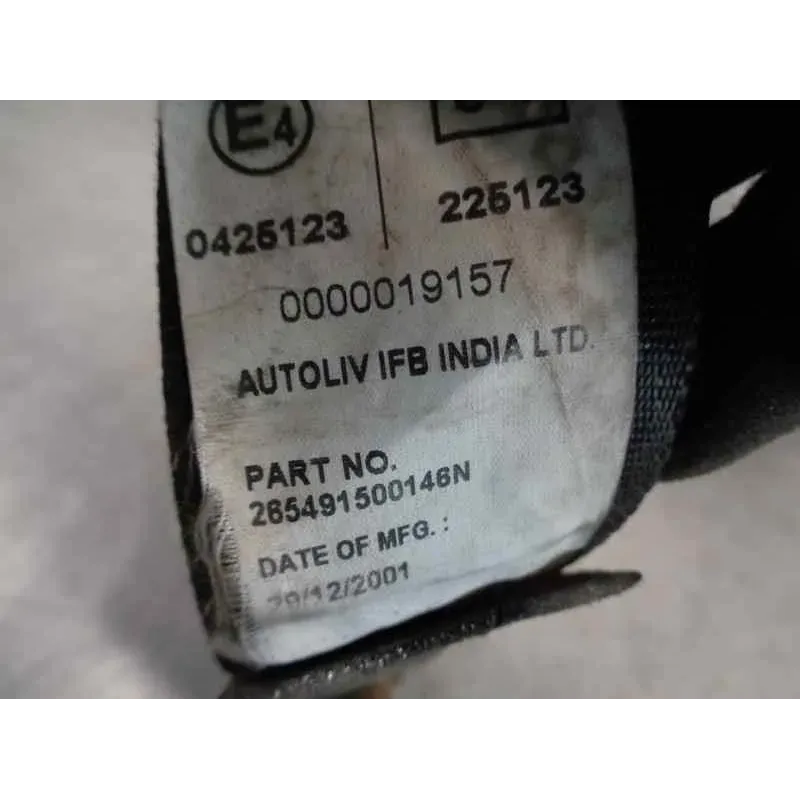 E4
0425123
225123
0000019157
AUTOLIV IFB INDIA LTD.
PART NO.
265491500146N
DATE OF MFG. :
29/12/2001